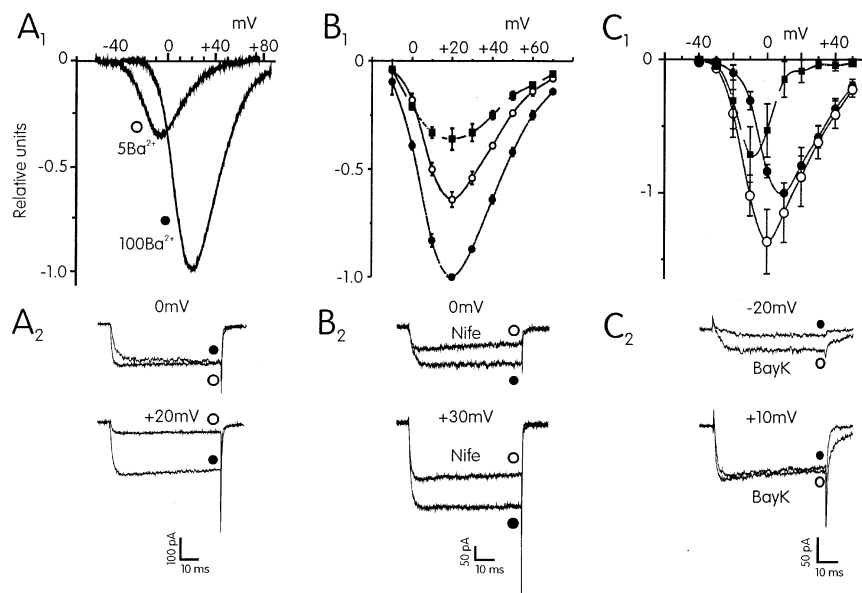 A1
mV
-40 0 +40 +80
0
-0.5
-1.0
Relative units
5Ba2+
100Ba2+
B1
mV
0 +20 +40 +60
0
-0.5
-1.0
C1
mV
-40 0 +40
0
-1
A2
0mV
+20mV
100 pA
10 ms
B2
0mV
Nife
+30mV
Nife
50 pA
10 ms
C2
-20mV
BayK
+10mV
BayK
50 pA
10 ms